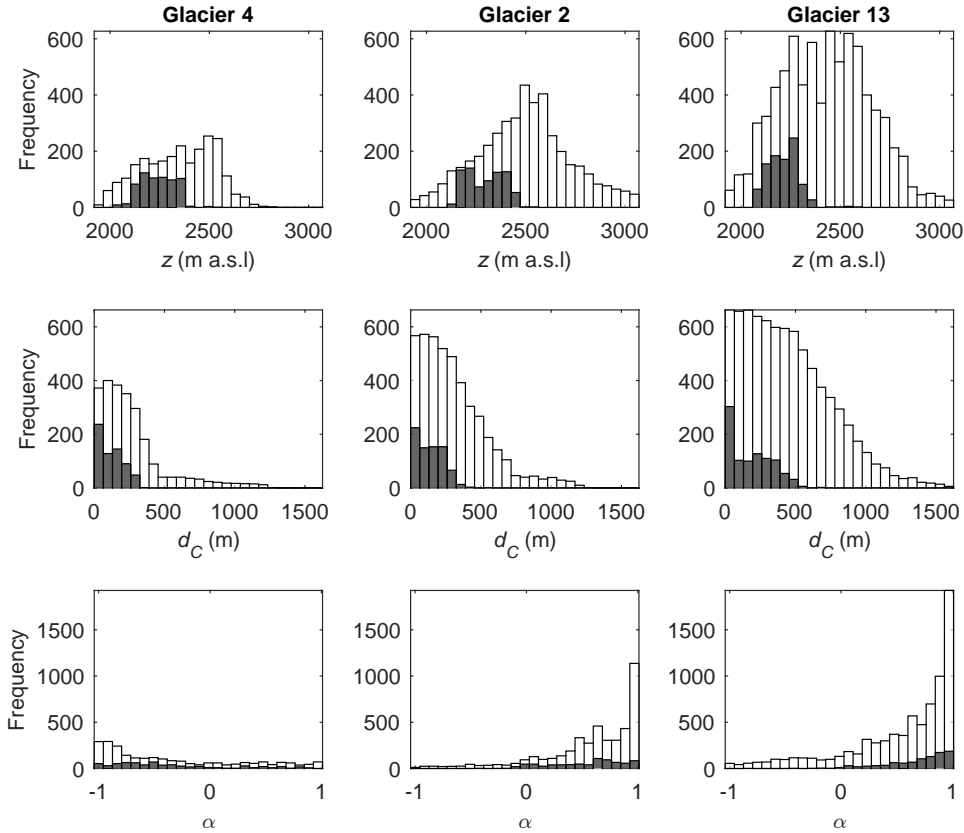 Glacier 4 Glacier 2 Glacier 13
Frequency
600 600 600
400 400 400
200 200 200
0 0 0
2000 2500 3000 2000 2500 3000 2000 2500 3000
z (m a.s.l) z (m a.s.l) z (m a.s.l)
Frequency
600 600 600
400 400 400
200 200 200
0 0 0
0 500 1000 1500 0 500 1000 1500 0 500 1000 1500
d_C (m) d_C (m) d_C (m)
Frequency
1500 1500 1500
1000 1000 1000
500 500 500
0 0 0
-1 0 1 -1 0 1 -1 0 1
α α α